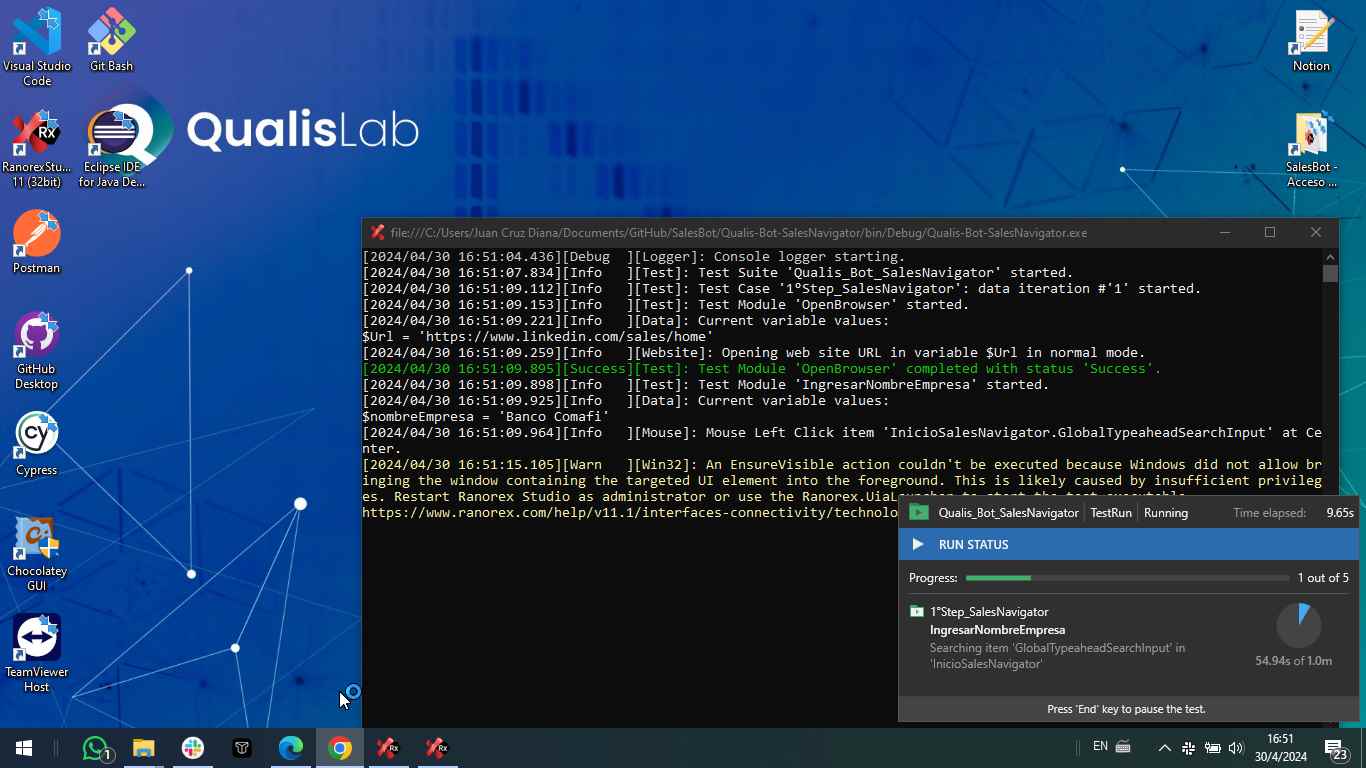 Visual Studio
Code
Git Bash
RanorexStu...
11 (32bit)
Eclipse IDE
for Java De...
Postman
GitHub
Desktop
Cypress
Chocolatey
GUI
TeamViewer
Host
QualisLab
Notion
SalesBot -
Acceso ...
file:///C:/Users/Juan Cruz Diana/Documents/GitHub/SalesBot/Qualis-Bot-SalesNavigator/bin/Debug/Qualis-Bot-SalesNavigator.exe
[2024/04/30 16:51:04.436][Debug  ][Logger]: Console logger starting.
[2024/04/30 16:51:07.834][Info   ][Test]: Test Suite 'Qualis_Bot_SalesNavigator' started.
[2024/04/30 16:51:09.112][Info   ][Test]: Test Case '1°Step_SalesNavigator': data iteration #'1' started.
[2024/04/30 16:51:09.153][Info   ][Test]: Test Module 'OpenBrowser' started.
[2024/04/30 16:51:09.221][Info   ][Data]: Current variable values:
$Url = 'https://www.linkedin.com/sales/home'
[2024/04/30 16:51:09.259][Info   ][Website]: Opening web site URL in variable $Url in normal mode.
[2024/04/30 16:51:09.895][Success][Test]: Test Module 'OpenBrowser' completed with status 'Success'.
[2024/04/30 16:51:09.898][Info   ][Test]: Test Module 'IngresarNombreEmpresa' started.
[2024/04/30 16:51:09.925][Info   ][Data]: Current variable values:
$nombreEmpresa = 'Banco Comafi'
[2024/04/30 16:51:09.964][Info   ][Mouse]: Mouse Left Click item 'InicioSalesNavigator.GlobalTypeaheadSearchInput' at Ce
nter.
[2024/04/30 16:51:15.105][Warn   ][Win32]: An EnsureVisible action couldn't be executed because Windows did not allow br
inging the window containing the targeted UI element into the foreground. This is likely caused by insufficient privileg
es. Restart Ranorex Studio as administrator or use the Ranorex.UiaLauncher to start the test executable.
https://www.ranorex.com/help/v11.1/interfaces-connectivity/technolo
Qualis_Bot_SalesNavigator TestRun Running Time elapsed: 9.65s
RUN STATUS
Progress: 1 out of 5
1°Step_SalesNavigator
IngresarNombreEmpresa
Searching item 'GlobalTypeaheadSearchInput' in
'InicioSalesNavigator'
54.94s of 1.0m
Press 'End' key to pause the test.
1
EN
16:51
30/4/2024
23